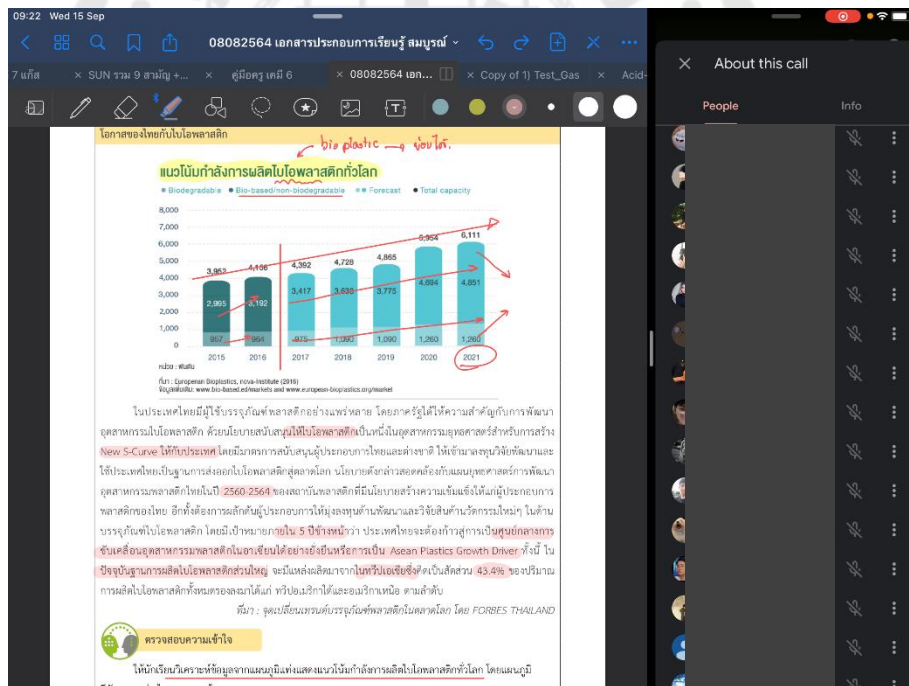 09:22 Wed 15 Sep
08082564 เอกสารประกอบการเรียนรู้ สมบูรณ์
About this call
7 แก๊ส
× SUN รวม 9 สามัญ +...
× คู่มือครู เคมี 6
× 08082564 เอก...
× Copy of 1) Test_Gas
× Acid-
People
Info
โอกาสของไทยกับไบโอพลาสติก
bio plastic → ย่อยได้.
แนวโน้มกำลังการผลิตไบโอพลาสติกทั่วโลก
Biodegradable Bio-based/non-biodegradable Forecast Total capacity
8,000
7,000
6,000
5,000
4,000
3,000
2,000
1,000
0
3,952 4,156 4,392 4,728 4,865 5,954 6,111
2,995 3,192 3,417 3,638 3,775 4,694 4,851
957 964 975 1,090 1,090 1,260 1,260
2015 2016 2017 2018 2019 2020 2021
หน่วย : พันตัน
ที่มา : European Bioplastics, nova-Institute (2016)
ข้อมูลเพิ่มเติม: www.bio-based.ed/markets and www.european-bioplastics.org/market
ในประเทศไทยมีผู้ใช้บรรจุภัณฑ์พลาสติกอย่างแพร่หลาย โดยภาครัฐได้ให้ความสำคัญกับการพัฒนา
อุตสาหกรรมไบโอพลาสติก ด้วยนโยบายสนับสนุนให้ไบโอพลาสติกเป็นหนึ่งในอุตสาหกรรมยุทธศาสตร์สำหรับการสร้าง
New S-Curve ให้กับประเทศ โดยมีมาตรการสนับสนุนผู้ประกอบการไทยและต่างชาติ ให้เข้ามาลงทุนวิจัยพัฒนาและ
ใช้ประเทศไทยเป็นฐานการส่งออกไบโอพลาสติกสู่ตลาดโลก นโยบายดังกล่าวสอดคล้องกับแผนยุทธศาสตร์การพัฒนา
อุตสาหกรรมพลาสติกไทยในปี 2560-2564 ของสถาบันพลาสติกที่มีนโยบายสร้างความเข้มแข็งให้แก่ผู้ประกอบการ
พลาสติกของไทย อีกทั้งต้องการผลักดันผู้ประกอบการให้มุ่งลงทุนด้านพัฒนาและวิจัยสินค้านวัตกรรมใหม่ๆ ในด้าน
บรรจุภัณฑ์ไบโอพลาสติก โดยมีเป้าหมายภายใน 5 ปีข้างหน้าว่า ประเทศไทยจะต้องก้าวสู่การเป็นศูนย์กลางการ
ขับเคลื่อนอุตสาหกรรมพลาสติกในอาเซียนได้อย่างยั่งยืนหรือการเป็น Asean Plastics Growth Driver ทั้งนี้ ใน
ปัจจุบันฐานการผลิตไบโอพลาสติกส่วนใหญ่ จะมีแหล่งผลิตมาจากในทวีปเอเชียซึ่งคิดเป็นสัดส่วน 43.4% ของปริมาณ
การผลิตไบโอพลาสติกทั้งหมดรองลงมาได้แก่ ทวีปอเมริกาใต้และอเมริกาเหนือ ตามลำดับ
ที่มา : จุดเปลี่ยนเทรนด์บรรจุภัณฑ์พลาสติกในตลาดโลก โดย FORBES THAILAND
ตรวจสอบความเข้าใจ
ให้นักเรียนวิเคราะห์ข้อมูลจากแผนภูมิแท่งแสดงแนวโน้มกำลังการผลิตไบโอพลาสติกทั่วโลก โดยแผนภูมิ